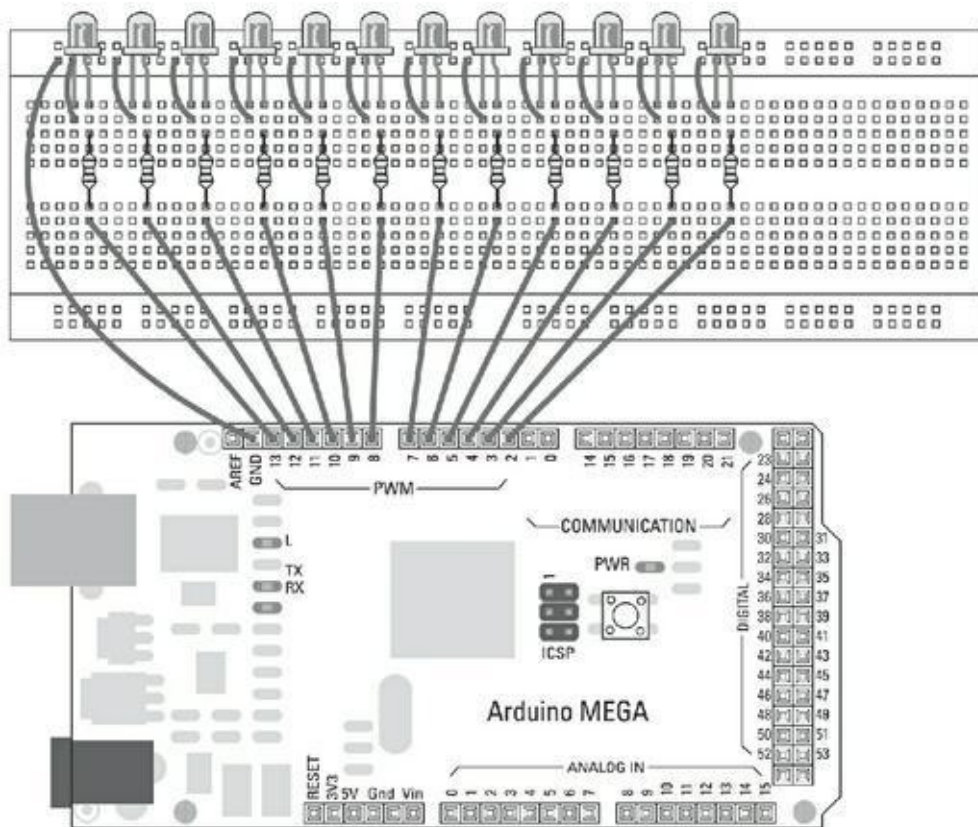 AREF GND 13 12 11 10 9 8 7 6 5 4 3 2 1 0 14 15 16 17 18 19 20 21
PWM
COMMUNICATION
L
TX
RX
PWR
1
ICSP
Arduino MEGA
DIGITAL
23
24
26
28
30 31
32 33
34 35
36 37
38 39
40 41
42 43
44 45
46 47
48 49
50 51
52 53
ANALOG IN
RESET 3V3 5V Gnd Vin 0 1 2 3 4 5 6 7 8 9 10 11 12 13 14 15